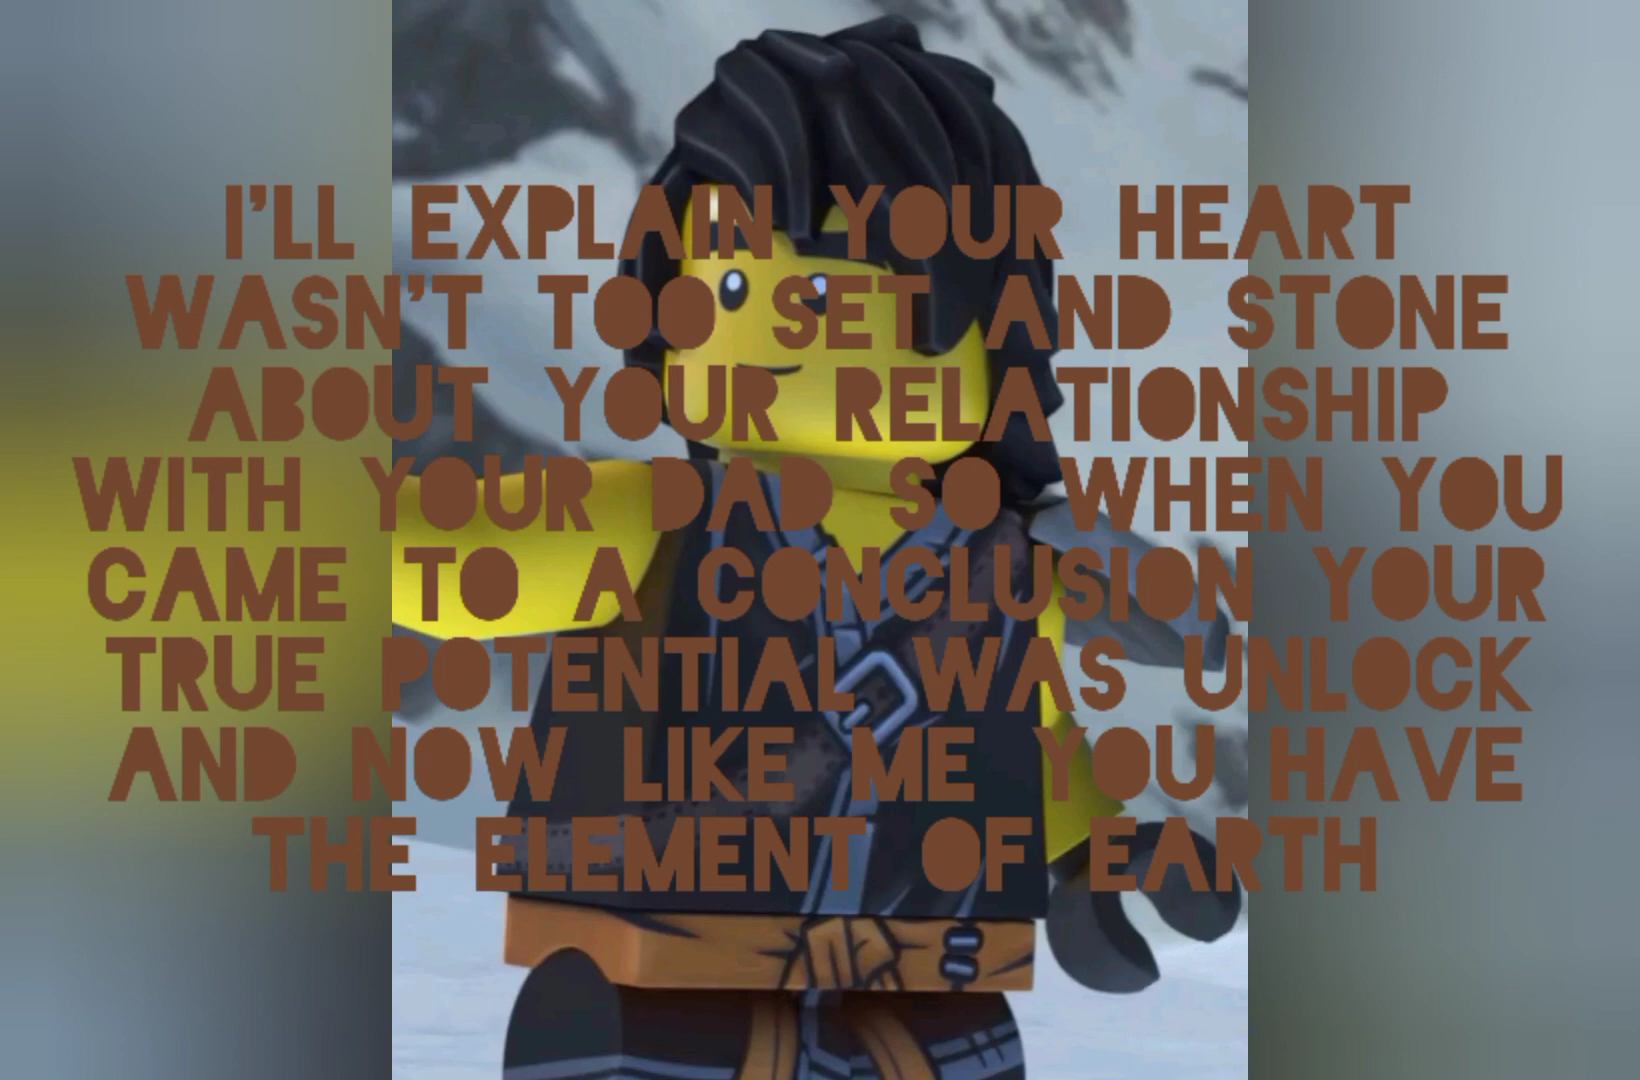 I'LL EXPLAIN YOUR HEART
WASN'T TOO SET AND STONE
ABOUT YOUR RELATIONSHIP
WITH YOUR DAD SO WHEN YOU
CAME TO A CONCLUSION YOUR
TRUE POTENTIAL WAS UNLOCK
AND NOW LIKE ME YOU HAVE
THE ELEMENT OF EARTH